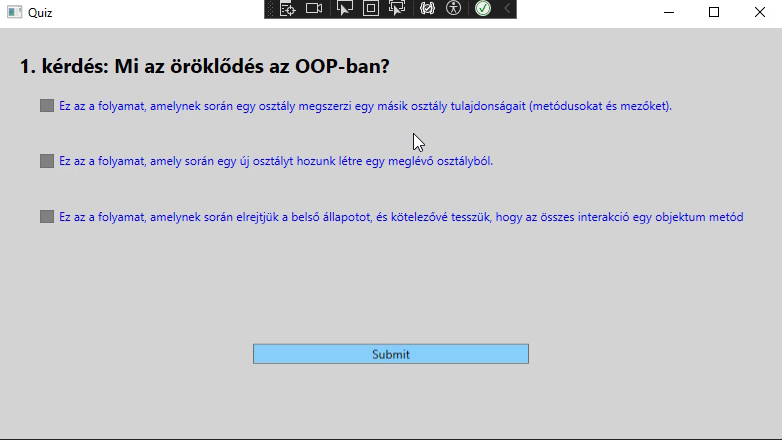 Quiz
1. kérdés: Mi az öröklődés az OOP-ban?
Ez az a folyamat, amelynek során egy osztály megszerzi egy másik osztály tulajdonságait (metódusokat és mezőket).
Ez az a folyamat, amely során egy új osztályt hozunk létre egy meglévő osztályból.
Ez az a folyamat, amelynek során elrejtjük a belső állapotot, és kötelezővé tesszük, hogy az összes interakció egy objektum metód
Submit